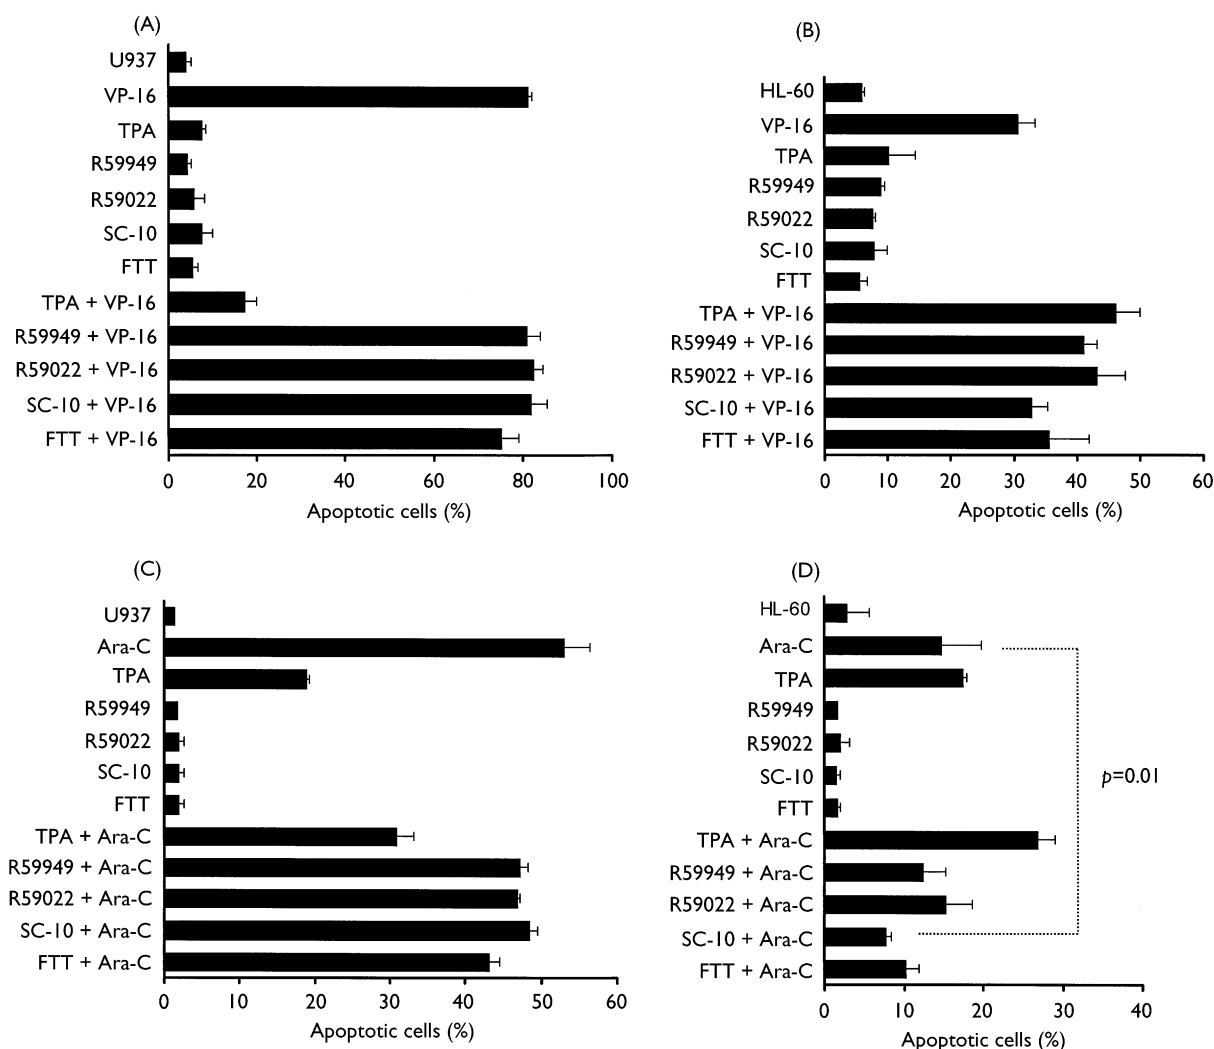 (A)
U937
VP-16
TPA
R59949
R59022
SC-10
FTT
TPA + VP-16
R59949 + VP-16
R59022 + VP-16
SC-10 + VP-16
FTT + VP-16
0 20 40 60 80 100
Apoptotic cells (%)
(B)
HL-60
VP-16
TPA
R59949
R59022
SC-10
FTT
TPA + VP-16
R59949 + VP-16
R59022 + VP-16
SC-10 + VP-16
FTT + VP-16
0 10 20 30 40 50 60
Apoptotic cells (%)
(C)
U937
Ara-C
TPA
R59949
R59022
SC-10
FTT
TPA + Ara-C
R59949 + Ara-C
R59022 + Ara-C
SC-10 + Ara-C
FTT + Ara-C
0 10 20 30 40 50 60
Apoptotic cells (%)
(D)
HL-60
Ara-C
TPA
R59949
R59022
SC-10
FTT
TPA + Ara-C
R59949 + Ara-C
R59022 + Ara-C
SC-10 + Ara-C
FTT + Ara-C
p=0.01
0 10 20 30 40
Apoptotic cells (%)